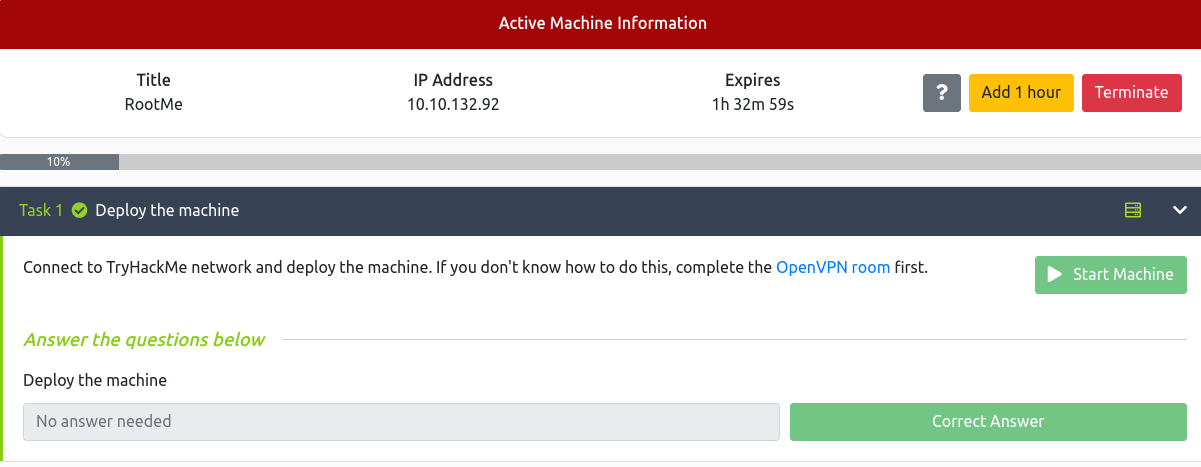 Active Machine Information
Title
IP Address
Expires
RootMe
10.10.132.92
1h 32m 59s
?
Add 1 hour
Terminate
10%
Task 1 Deploy the machine
Connect to TryHackMe network and deploy the machine. If you don't know how to do this, complete the OpenVPN room first.
Start Machine
Answer the questions below
Deploy the machine
No answer needed
Correct Answer